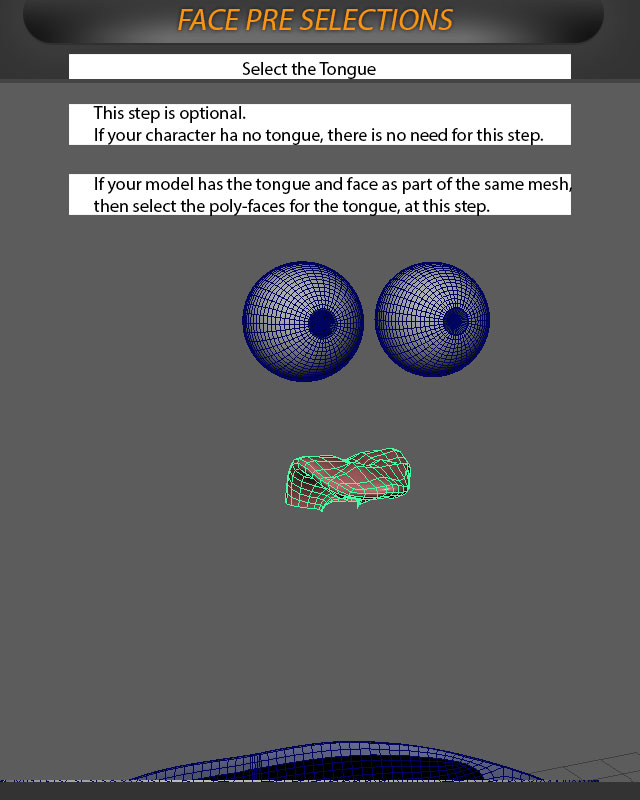 FACE PRE SELECTIONS
Select the Tongue
This step is optional.
If your character ha no tongue, there is no need for this step.
If your model has the tongue and face as part of the same mesh,
then select the poly-faces for the tongue, at this step.